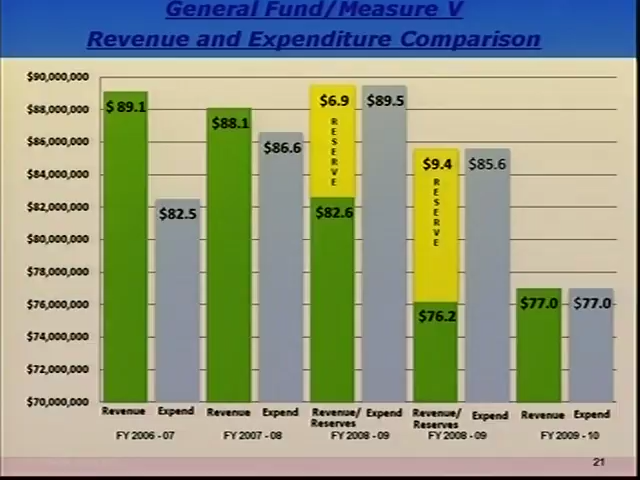 General Fund/Measure V
Revenue and Expenditure Comparison
$90,000,000
$88,000,000
$86,000,000
$84,000,000
$82,000,000
$80,000,000
$78,000,000
$76,000,000
$74,000,000
$72,000,000
$70,000,000
$ 89.1
$82.5
$88.1
$86.6
$6.9
RESERVE
$82.6
$89.5
$9.4
RESERVE
$76.2
$85.6
$77.0
$77.0
Revenue
Expend
Revenue
Expend
Revenue/
Reserves
Expend
Revenue/
Reserves
Expend
Revenue
Expend
FY 2006 - 07
FY 2007 - 08
FY 2008 - 09
FY 2008 - 09
FY 2009 - 10
21